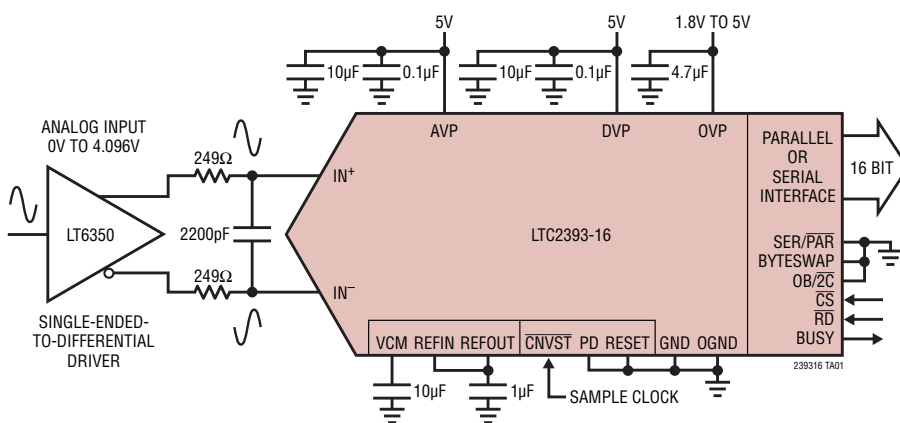 5V
5V
1.8V TO 5V
10µF
0.1µF
10µF
0.1µF
4.7µF
AVP
DVP
OVP
ANALOG INPUT
0V TO 4.096V
249Ω
IN+
LT6350
2200pF
LTC2393-16
249Ω
IN–
SINGLE-ENDED-
TO-DIFFERENTIAL
DRIVER
PARALLEL
OR
SERIAL
INTERFACE
16 BIT
SER/PAR
BYTESWAP
OB/2C
CS
RD
BUSY
VCM REFIN REFOUT CNVST PD RESET GND OGND
239316 TA01
10µF
1µF
SAMPLE CLOCK